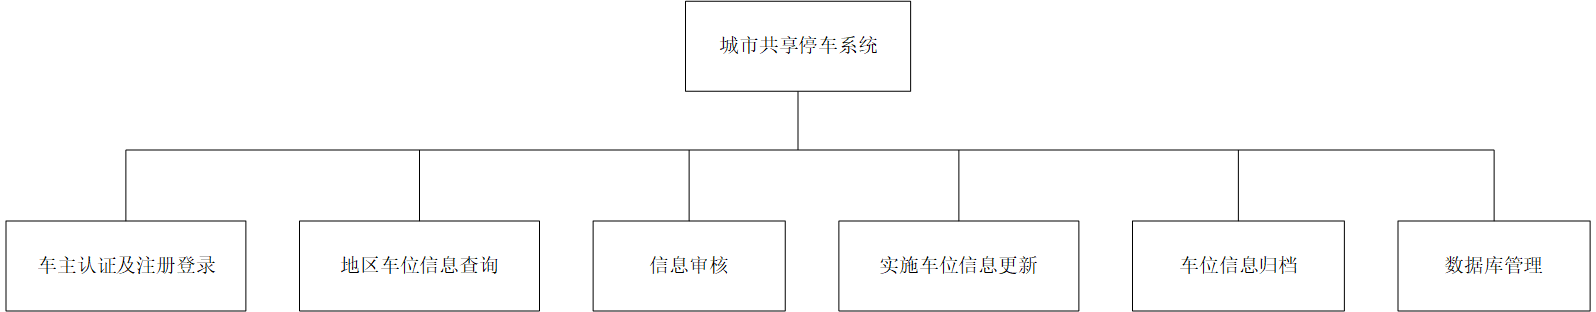 城市共享停车系统
车主认证及注册登录
地区车位信息查询
信息审核
实施车位信息更新
车位信息归档
数据库管理